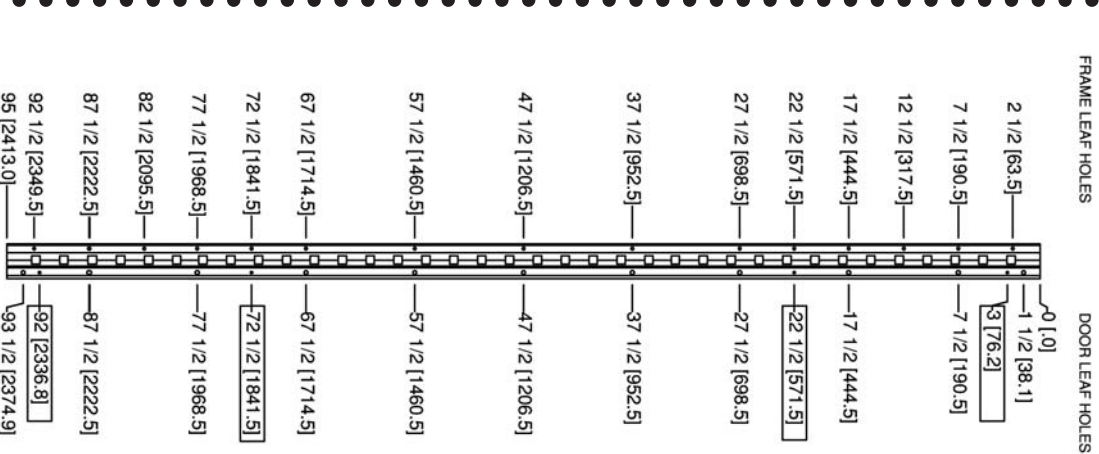 FRAME LEAF HOLES
2 1/2 [63.5]
7 1/2 [190.5]
12 1/2 [317.5]
17 1/2 [444.5]
22 1/2 [571.5]
27 1/2 [698.5]
37 1/2 [952.5]
47 1/2 [1206.5]
57 1/2 [1460.5]
67 1/2 [1714.5]
72 1/2 [1841.5]
77 1/2 [1968.5]
82 1/2 [2095.5]
87 1/2 [2222.5]
92 1/2 [2349.5]
95 [2413.0]
DOOR LEAF HOLES
0 [.0]
1 1/2 [38.1]
3 [76.2]
7 1/2 [190.5]
17 1/2 [444.5]
22 1/2 [571.5]
27 1/2 [698.5]
37 1/2 [952.5]
47 1/2 [1206.5]
57 1/2 [1460.5]
67 1/2 [1714.5]
72 1/2 [1841.5]
77 1/2 [1968.5]
87 1/2 [2222.5]
92 [2336.8]
93 1/2 [2374.9]